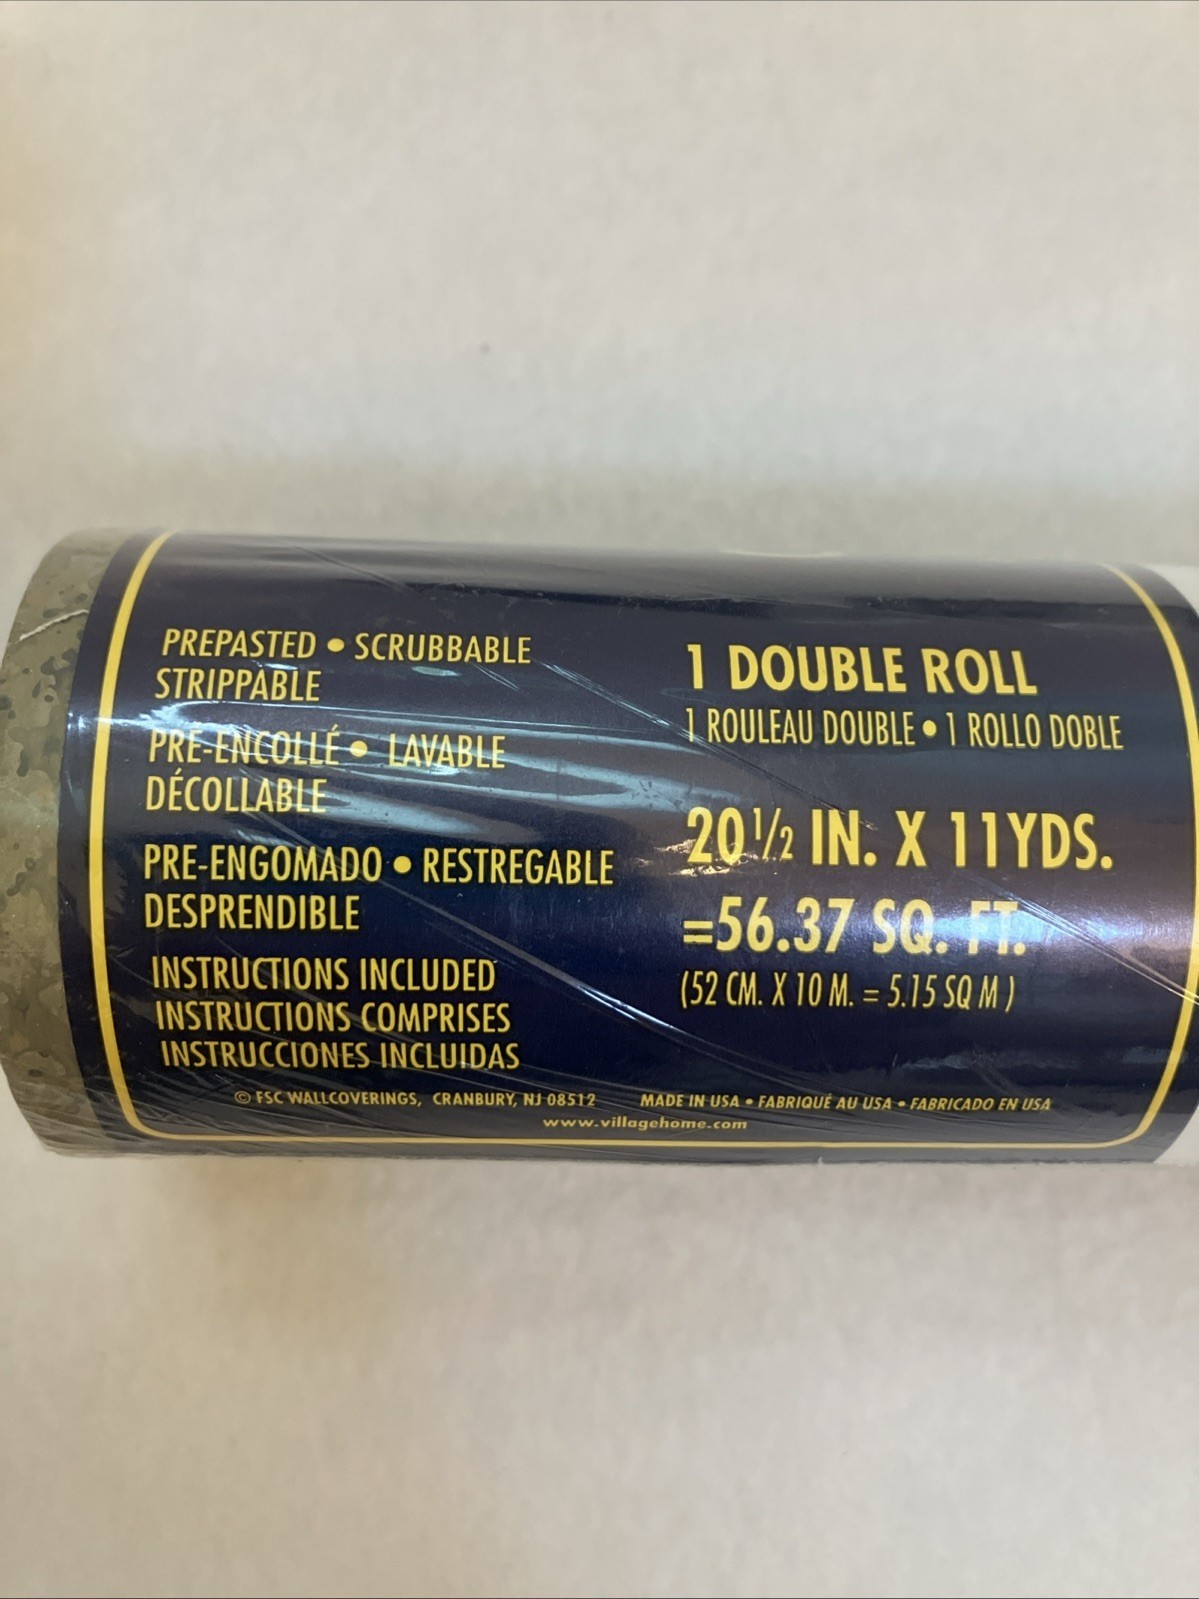 PREPASTED • SCRUBBABLE
STRIPPABLE
PRE-ENCOLLÉ • LAVABLE
DÉCOLLABLE
PRE-ENGOMADO • RESTREGABLE
DESPRENDIBLE
INSTRUCTIONS INCLUDED
INSTRUCTIONS COMPRISES
INSTRUCCIONES INCLUIDAS
1 DOUBLE ROLL
1 ROULEAU DOUBLE • 1 ROLLO DOBLE
20 1/2 IN. X 11YDS.
=56.37 SQ. FT.
(52 CM. X 10 M. = 5.15 SQ M )
© FSC WALLCOVERINGS, CRANBURY, NJ 08512 MADE IN USA • FABRIQUÉ AU USA • FABRICADO EN USA
www.villagehome.com